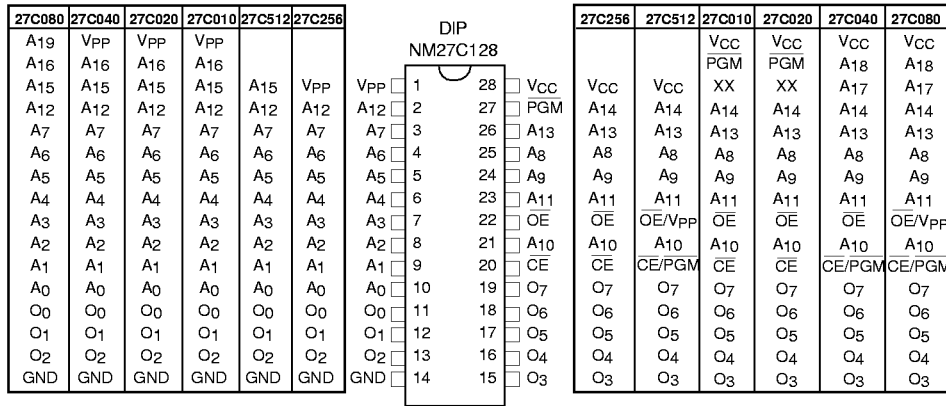 27C080 27C040 27C020 27C010 27C512 27C256 DIP 27C256 27C512 27C010 27C020 27C040 27C080
NM27C128
A19 VPP VPP VPP VCC VCC VCC VCC
A16 A16 A16 A16 PGM PGM A18 A18
A15 A15 A15 A15 A15 VPP VPP 1 28 VCC VCC VCC XX XX A17 A17
A12 A12 A12 A12 A12 A12 A12 2 27 PGM A14 A14 A14 A14 A14 A14
A7 A7 A7 A7 A7 A7 A7 3 26 A13 A13 A13 A13 A13 A13 A13
A6 A6 A6 A6 A6 A6 A6 4 25 A8 A8 A8 A8 A8 A8 A8
A5 A5 A5 A5 A5 A5 A5 5 24 A9 A9 A9 A9 A9 A9 A9
A4 A4 A4 A4 A4 A4 A4 6 23 A11 A11 A11 A11 A11 A11 A11
A3 A3 A3 A3 A3 A3 A3 7 22 OE OE OE/VPP OE OE OE OE/VPP
A2 A2 A2 A2 A2 A2 A2 8 21 A10 A10 A10 A10 A10 A10 A10
A1 A1 A1 A1 A1 A1 A1 9 20 CE CE CE/PGM CE CE CE/PGM CE/PGM
A0 A0 A0 A0 A0 A0 A0 10 19 O7 O7 O7 O7 O7 O7 O7
O0 O0 O0 O0 O0 O0 O0 11 18 O6 O6 O6 O6 O6 O6 O6
O1 O1 O1 O1 O1 O1 O1 12 17 O5 O5 O5 O5 O5 O5 O5
O2 O2 O2 O2 O2 O2 O2 13 16 O4 O4 O4 O4 O4 O4 O4
GND GND GND GND GND GND GND 14 15 O3 O3 O3 O3 O3 O3 O3